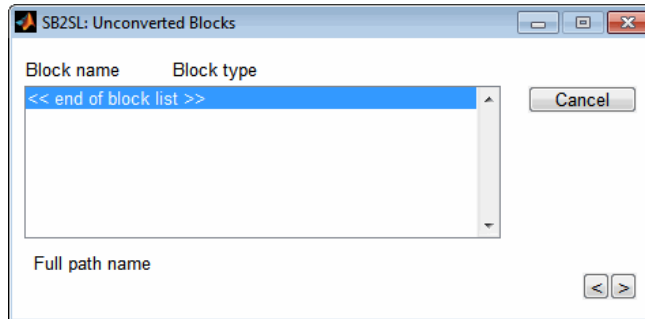 SB2SL: Unconverted Blocks
Block name Block type
<< end of block list >>
Cancel
Full path name
< >